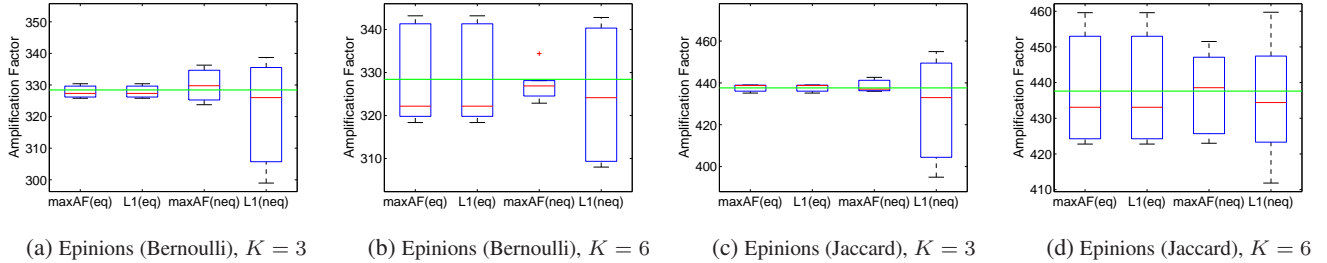 Amplification Factor
350
340
330
320
310
300
maxAF(eq) L1(eq) maxAF(neq) L1(neq)
(a) Epinions (Bernoulli), K = 3
Amplification Factor
340
330
320
310
maxAF(eq) L1(eq) maxAF(neq) L1(neq)
(b) Epinions (Bernoulli), K = 6
Amplification Factor
460
440
420
400
maxAF(eq) L1(eq) maxAF(neq) L1(neq)
(c) Epinions (Jaccard), K = 3
Amplification Factor
460
450
440
430
420
410
maxAF(eq) L1(eq) maxAF(neq) L1(neq)
(d) Epinions (Jaccard), K = 6